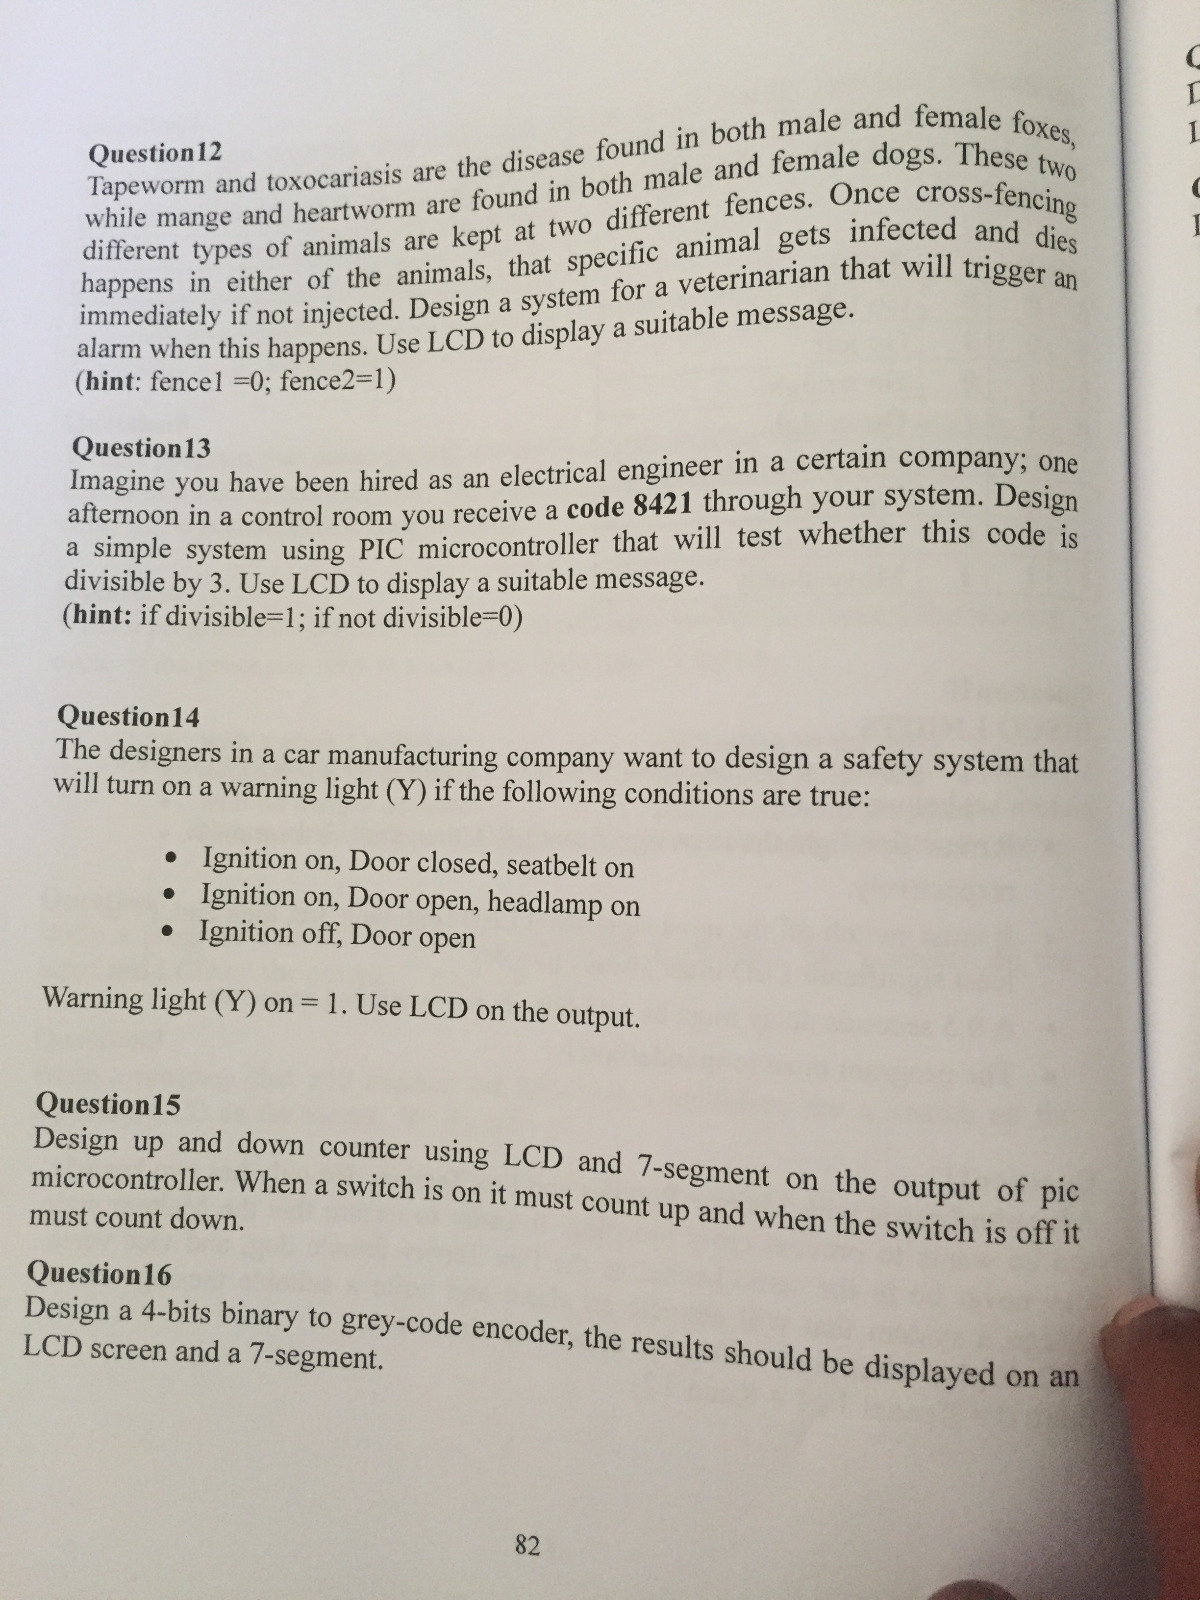 Question12
Tapeworm and toxocariasis are the disease found in both male and female foxes,
while mange and heartworm are found in both male and female dogs. These two
different types of animals are kept at two different fences. Once cross-fencing
happens in either of the animals, that specific animal gets infected and dies
immediately if not injected. Design a system for a veterinarian that will trigger an
alarm when this happens. Use LCD to display a suitable message.
(hint: fence1 =0; fence2=1)
Question13
Imagine you have been hired as an electrical engineer in a certain company; one
afternoon in a control room you receive a code 8421 through your system. Design
a simple system using PIC microcontroller that will test whether this code is
divisible by 3. Use LCD to display a suitable message.
(hint: if divisible=1; if not divisible=0)
Question14
The designers in a car manufacturing company want to design a safety system that
will turn on a warning light (Y) if the following conditions are true:
• Ignition on, Door closed, seatbelt on
• Ignition on, Door open, headlamp on
• Ignition off, Door open
Warning light (Y) on = 1. Use LCD on the output.
Question15
Design up and down counter using LCD and 7-segment on the output of pic
microcontroller. When a switch is on it must count up and when the switch is off it
must count down.
Question16
Design a 4-bits binary to grey-code encoder, the results should be displayed on an
LCD screen and a 7-segment.
82